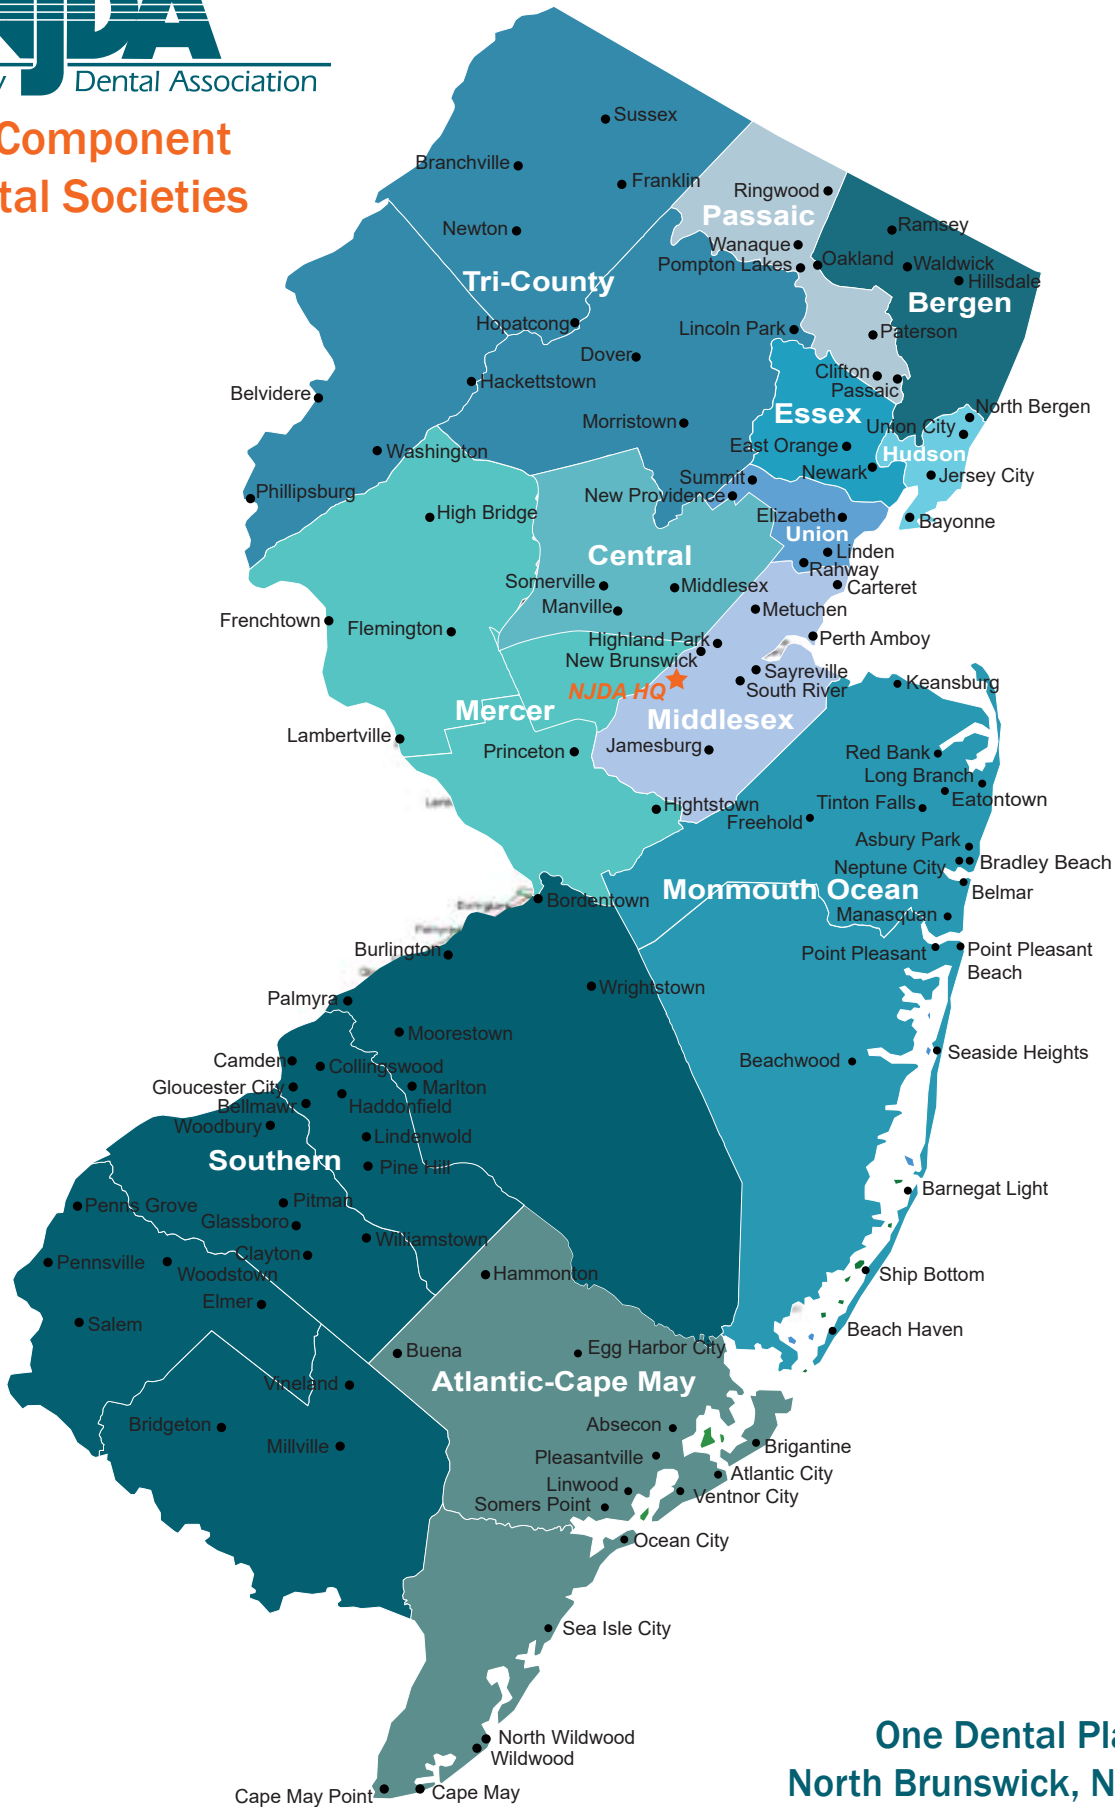 NJDA
Dental Association
Component
tal Societies
Sussex
Branchville
Franklin
Ringwood
Passaic
Newton
Ramsey
Wanaque
Oakland
Waldwick
Pompton Lakes
Hillsdale
Tri-County
Bergen
Hopatcong
Lincoln Park
Paterson
Dover
Clifton
Hackettstown
Passaic
Belvidere
North Bergen
Essex
Morristown
Union City
East Orange
Washington
Hudson
Newark
Summit
Jersey City
Phillipsburg
New Providence
High Bridge
Elizabeth
Bayonne
Union
Central
Linden
Rahway
Somerville
Middlesex
Carteret
Manville
Metuchen
Frenchtown
Flemington
Highland Park
Perth Amboy
New Brunswick
Sayreville
NJDA HQ
South River
Keansburg
Mercer
Middlesex
Lambertville
Princeton
Jamesburg
Red Bank
Long Branch
Hightstown
Tinton Falls
Eatontown
Freehold
Asbury Park
Neptune City
Bradley Beach
Monmouth Ocean
Belmar
Bordentown
Manasquan
Burlington
Point Pleasant
Point Pleasant
Beach
Wrightstown
Palmyra
Moorestown
Seaside Heights
Camden
Collingswood
Beachwood
Gloucester City
Marlton
Bellmawr
Haddonfield
Woodbury
Lindenwold
Southern
Pine Hill
Barnegat Light
Penns Grove
Pitman
Glassboro
Williamstown
Clayton
Pennsville
Woodstown
Hammonton
Ship Bottom
Elmer
Salem
Beach Haven
Buena
Egg Harbor City
Vineland
Atlantic-Cape May
Bridgeton
Absecon
Millville
Brigantine
Pleasantville
Atlantic City
Linwood
Ventnor City
Somers Point
Ocean City
Sea Isle City
North Wildwood
Wildwood
Cape May Point
Cape May
One Dental Pla
North Brunswick, N